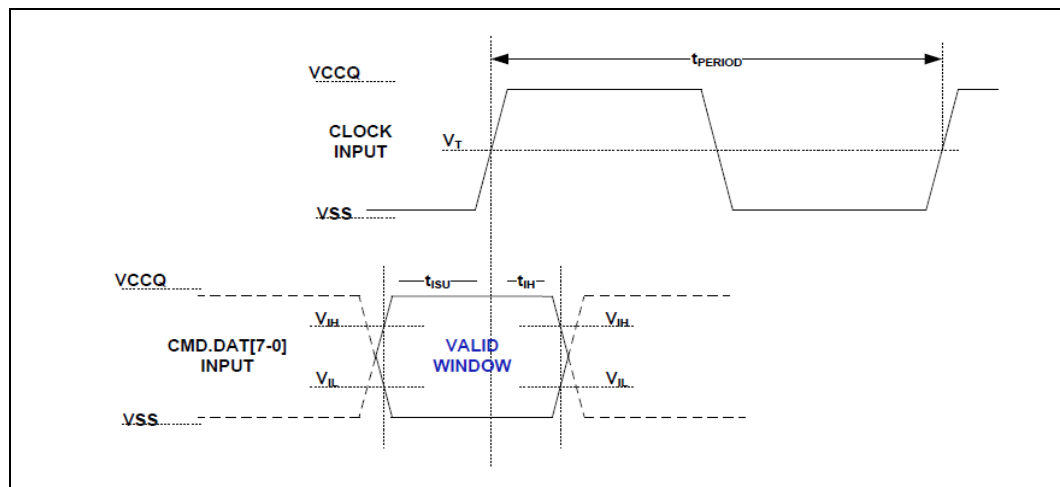 tPERIOD
VCCQ
CLOCK
INPUT
VT
VSS
VCCQ
tISU
tIH
VIH
VIH
CMD.DAT[7-0]
INPUT
VALID
WINDOW
VIL
VIL
VSS